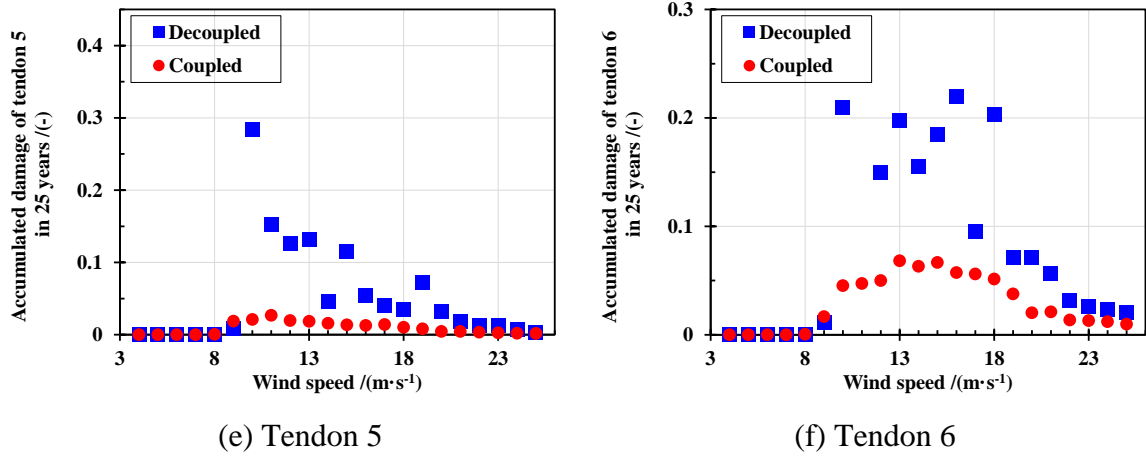 Accumulated damage of tendon 5
in 25 years /(-)
0.4
0.3
0.2
0.1
0
Decoupled
Coupled
3 8 13 18 23
Wind speed /(m·s⁻¹)
(e) Tendon 5
Accumulated damage of tendon 6
in 25 years /(-)
0.3
0.2
0.1
0
Decoupled
Coupled
3 8 13 18 23
Wind speed /(m·s⁻¹)
(f) Tendon 6